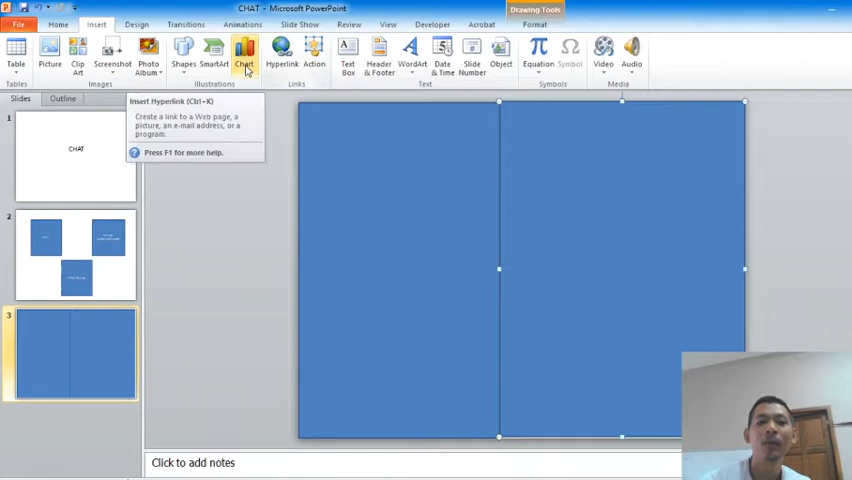 CHAT - Microsoft PowerPoint
Drawing Tools
File Home Insert Design Transitions Animations Slide Show Review View Developer Acrobat Format
Table Picture Clip Art Screenshot Photo Album Shapes SmartArt Chart Hyperlink Action Text Box Header & Footer WordArt Date & Time Slide Number Object Equation Symbol Video Audio
Tables Images Illustrations Links Text Symbols Media
Slides Outline
Insert Hyperlink (Ctrl+K)
Create a link to a Web page, a
picture, an e-mail address, or a
program.
Press F1 for more help.
1
CHAT
2
3
Click to add notes